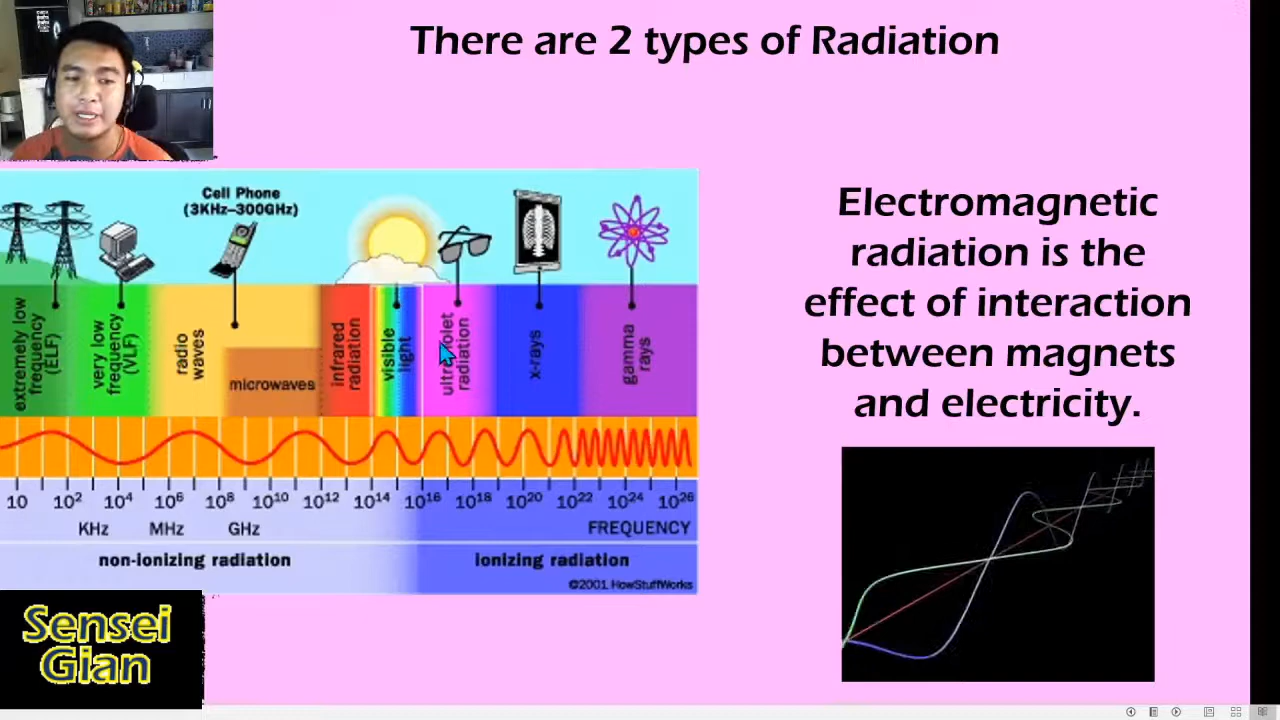 There are 2 types of Radiation
Cell Phone
(3KHz–300GHz)
extremely low
frequency (ELF)
very low
frequency (VLF)
radio
waves
microwaves
infrared
radiation
visible
light
ultraviolet
radiation
x-rays
gamma
rays
10 10² 10⁴ 10⁶ 10⁸ 10¹⁰ 10¹² 10¹⁴ 10¹⁶ 10¹⁸ 10²⁰ 10²² 10²⁴ 10²⁶
KHz MHz GHz FREQUENCY
non-ionizing radiation ionizing radiation
©2001 HowStuffWorks
Electromagnetic
radiation is the
effect of interaction
between magnets
and electricity.
Sensei
Gian